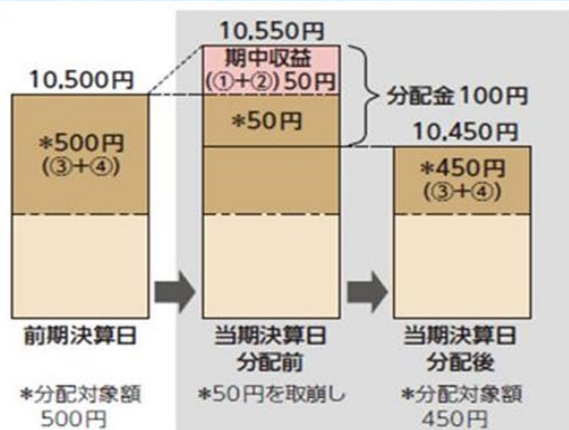 10,500円
*500円
(③+④)
前期決算日
*分配対象額
500円
10,550円
期中収益
(①+②)50円
*50円
分配金100円
当期決算日
分配前
*50円を取崩し
10,450円
*450円
(③+④)
当期決算日
分配後
*分配対象額
450円